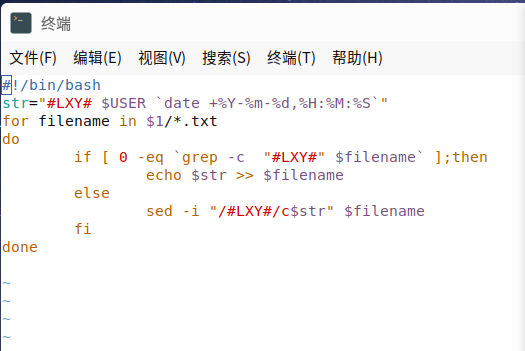 终端
文件(F) 编辑(E) 视图(V) 搜索(S) 终端(T) 帮助(H)
#!/bin/bash
str="#LXY# $USER `date +%Y-%m-%d,%H:%M:%S`"
for filename in $1/*.txt
do
        if [ 0 -eq `grep -c  "#LXY#" $filename` ];then
                echo $str >> $filename
        else
                sed -i "/#LXY#/c$str" $filename
        fi
done
~
~
~
~